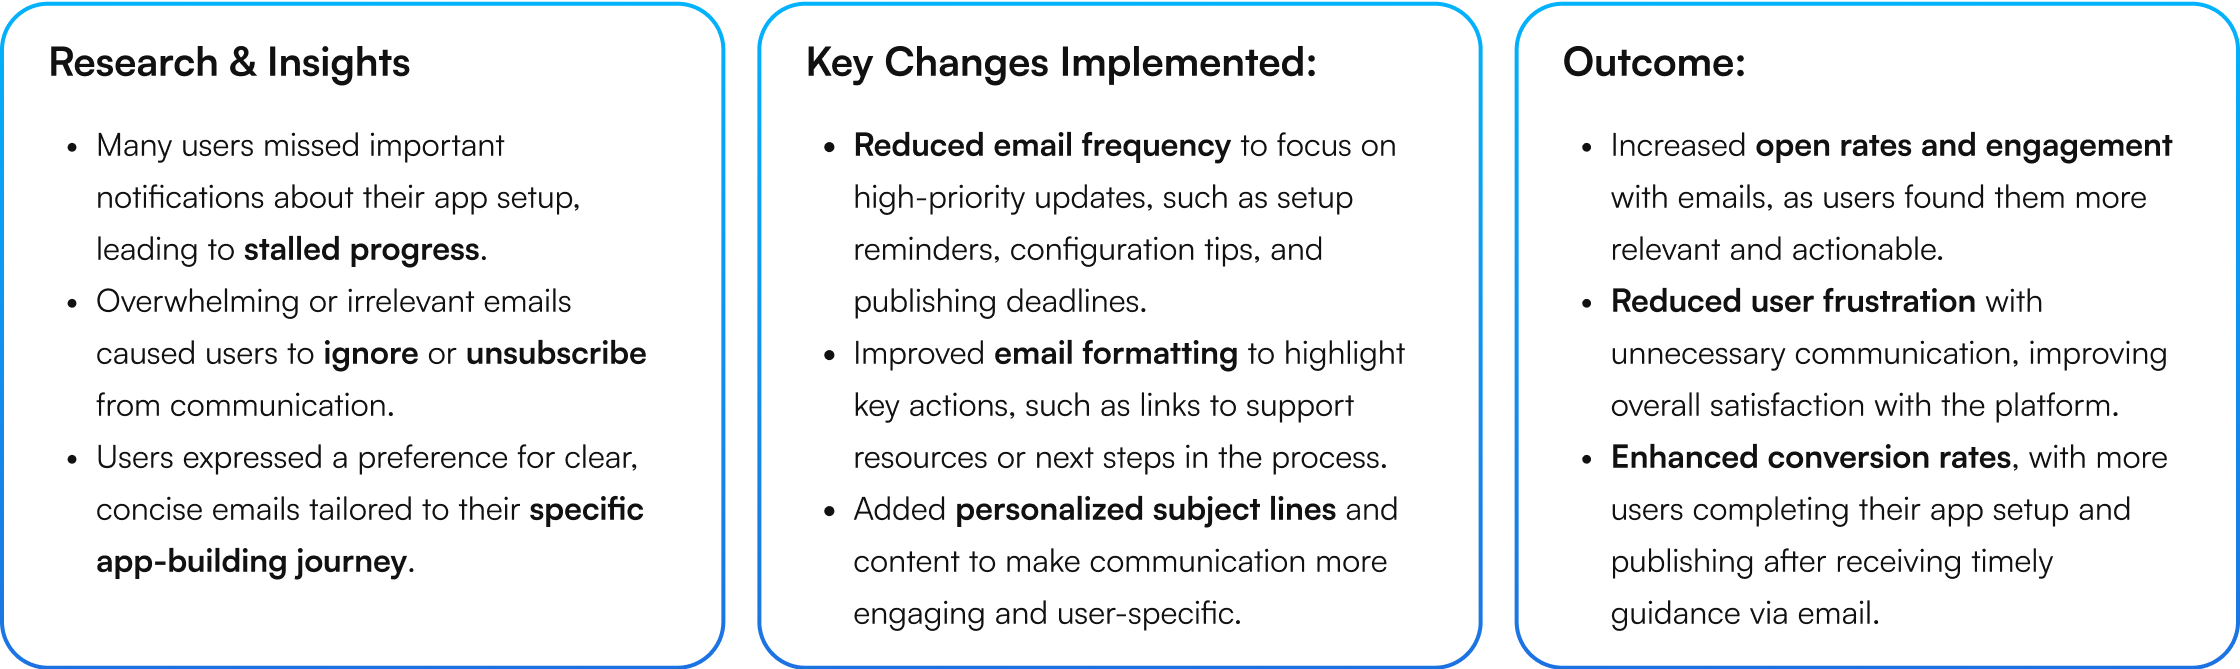 Research & Insights
• Many users missed important
notifications about their app setup,
leading to stalled progress.
• Overwhelming or irrelevant emails
caused users to ignore or unsubscribe
from communication.
• Users expressed a preference for clear,
concise emails tailored to their specific
app-building journey.
Key Changes Implemented:
• Reduced email frequency to focus on
high-priority updates, such as setup
reminders, configuration tips, and
publishing deadlines.
• Improved email formatting to highlight
key actions, such as links to support
resources or next steps in the process.
• Added personalized subject lines and
content to make communication more
engaging and user-specific.
Outcome:
• Increased open rates and engagement
with emails, as users found them more
relevant and actionable.
• Reduced user frustration with
unnecessary communication, improving
overall satisfaction with the platform.
• Enhanced conversion rates, with more
users completing their app setup and
publishing after receiving timely
guidance via email.